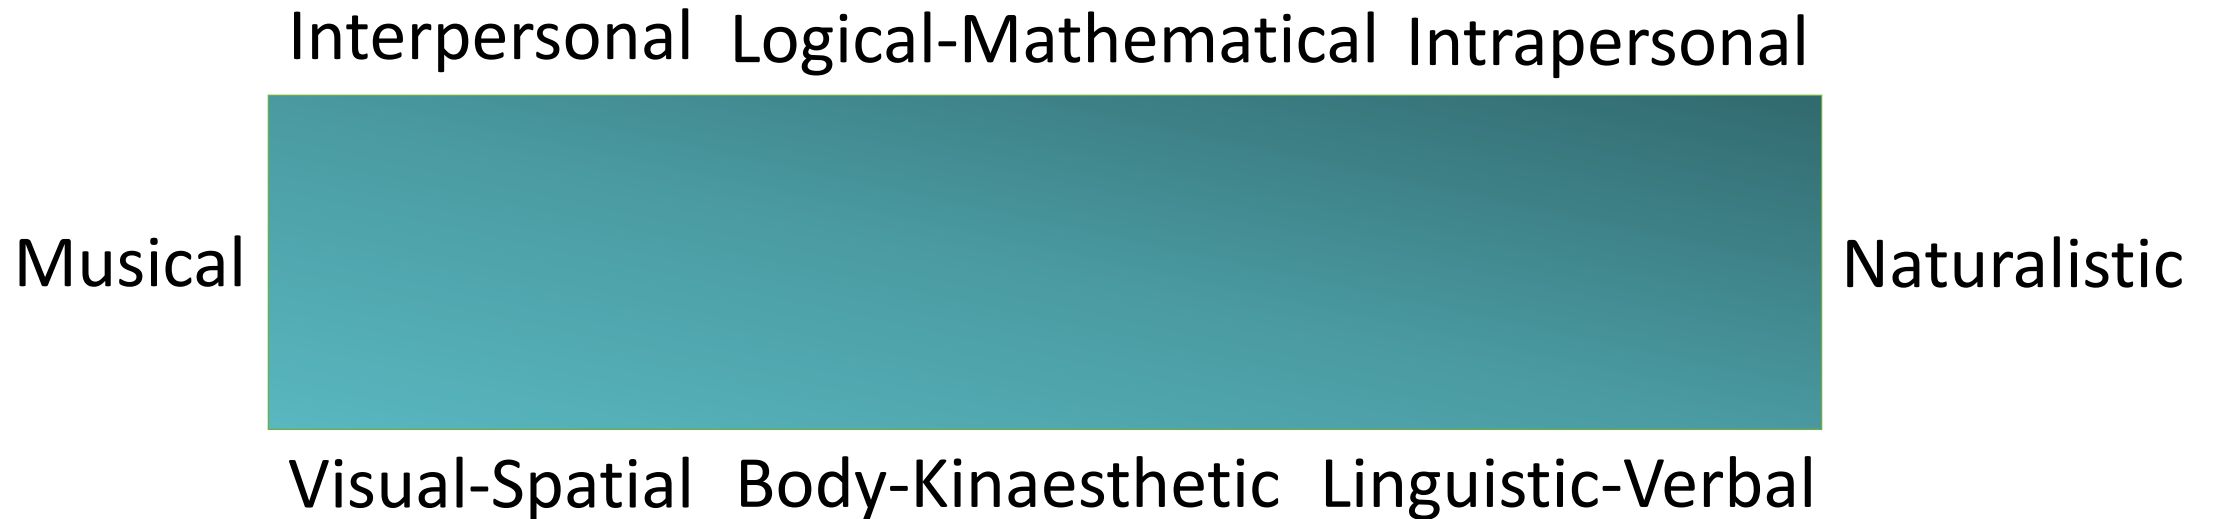 Interpersonal Logical-Mathematical Intrapersonal
Musical
Naturalistic
Visual-Spatial Body-Kinaesthetic Linguistic-Verbal